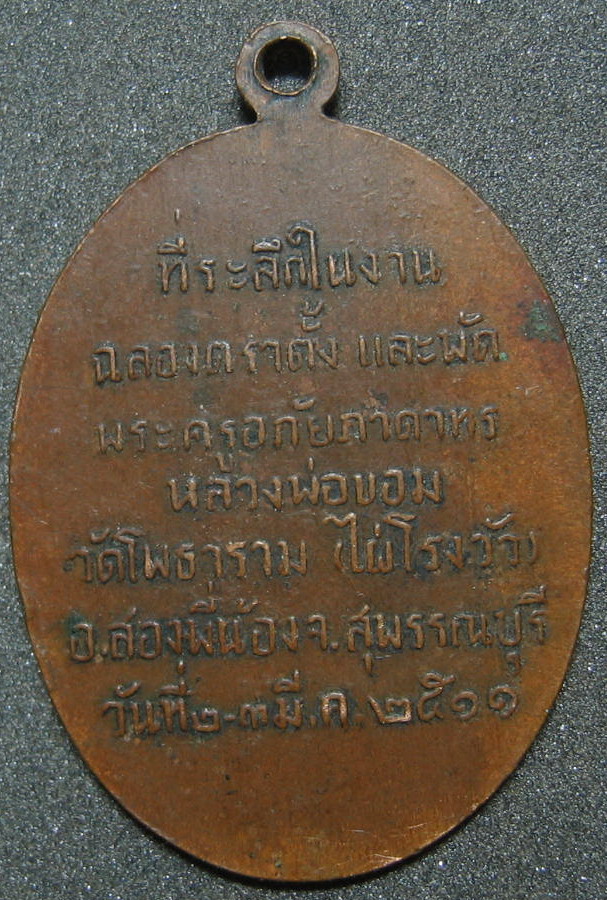 ที่ระลึกในงาน
ฉลองตราตั้ง และพัด
พระครูอภัยภาดาทร
หลวงพ่อขอม
วัดโพธาราม (ไผ่โรงวัว)
อ.สองพี่น้อง จ.สุพรรณบุรี
วันที่ ๒-๓ มี.ค. ๒๕๑๑